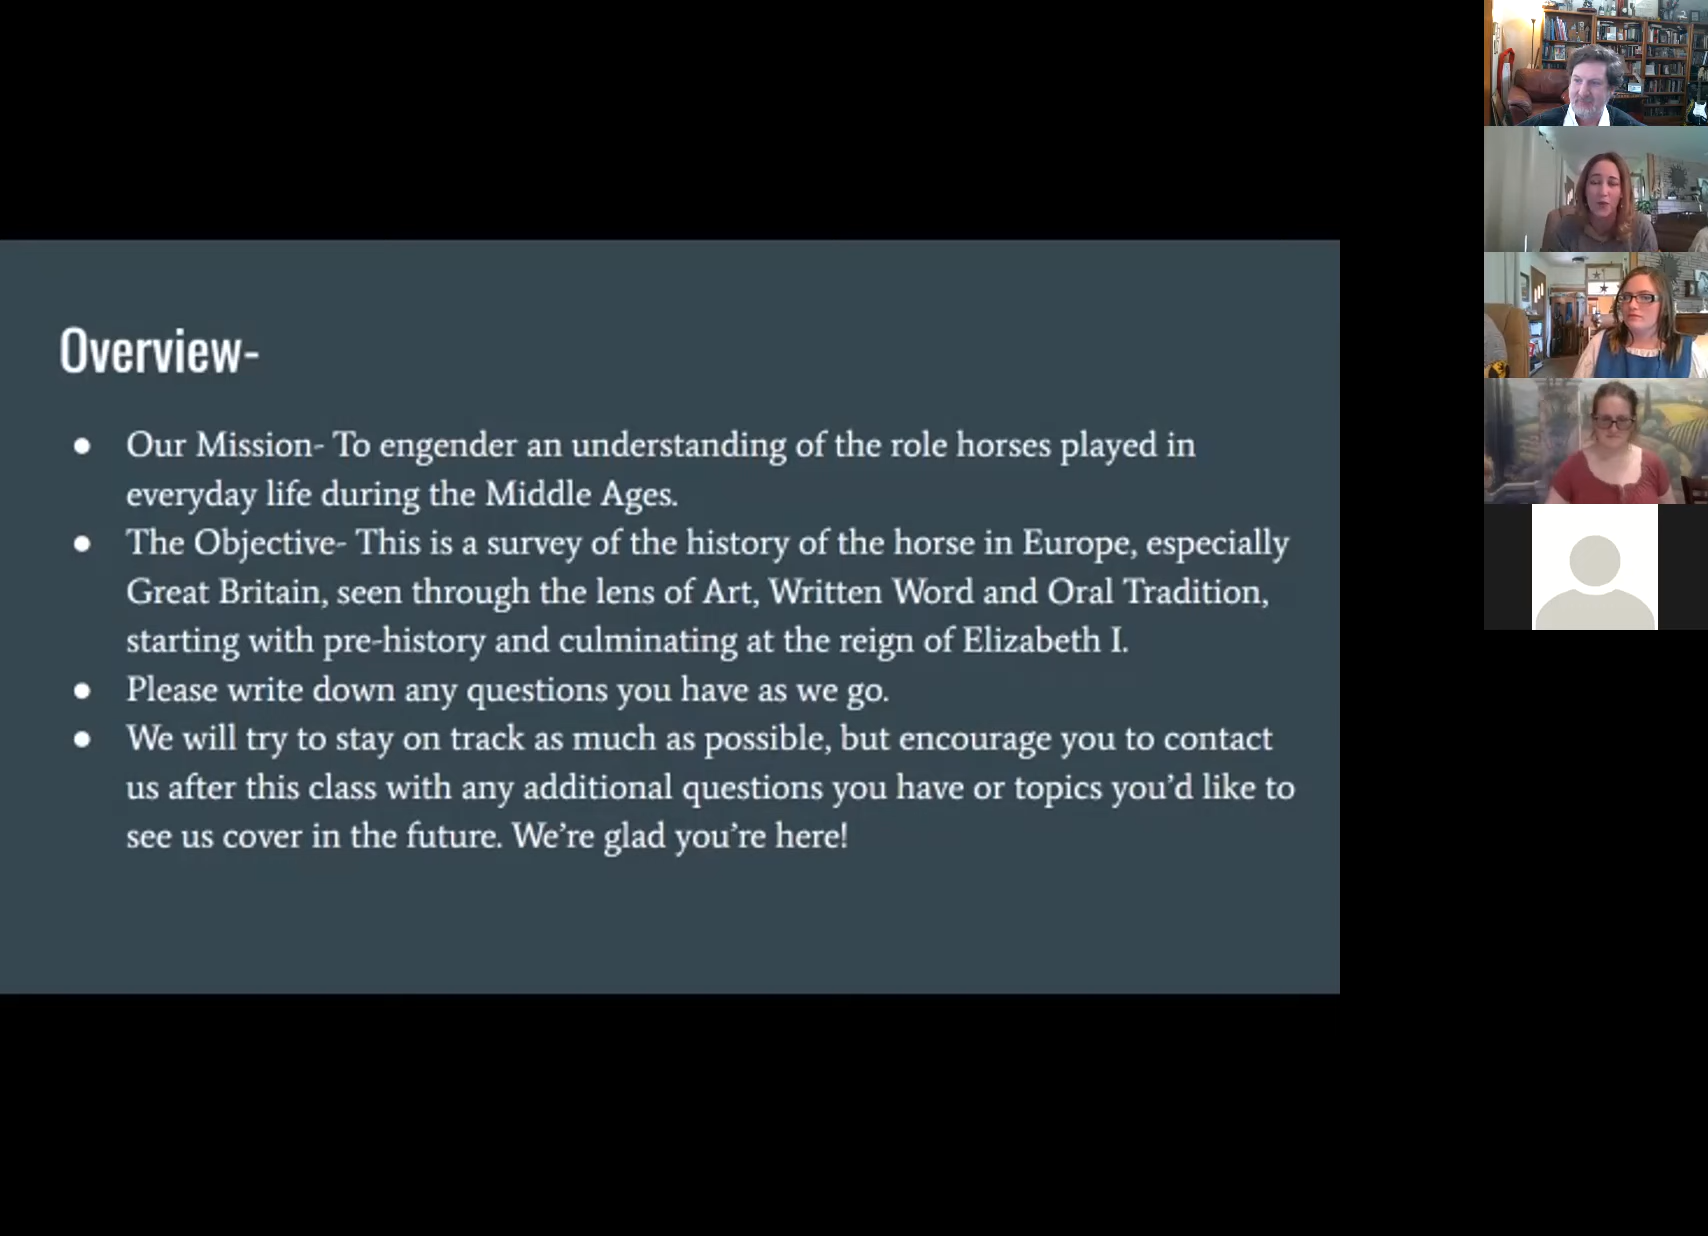 Overview-
● Our Mission- To engender an understanding of the role horses played in
everyday life during the Middle Ages.
● The Objective- This is a survey of the history of the horse in Europe, especially
Great Britain, seen through the lens of Art, Written Word and Oral Tradition,
starting with pre-history and culminating at the reign of Elizabeth I.
● Please write down any questions you have as we go.
● We will try to stay on track as much as possible, but encourage you to contact
us after this class with any additional questions you have or topics you’d like to
see us cover in the future. We’re glad you’re here!